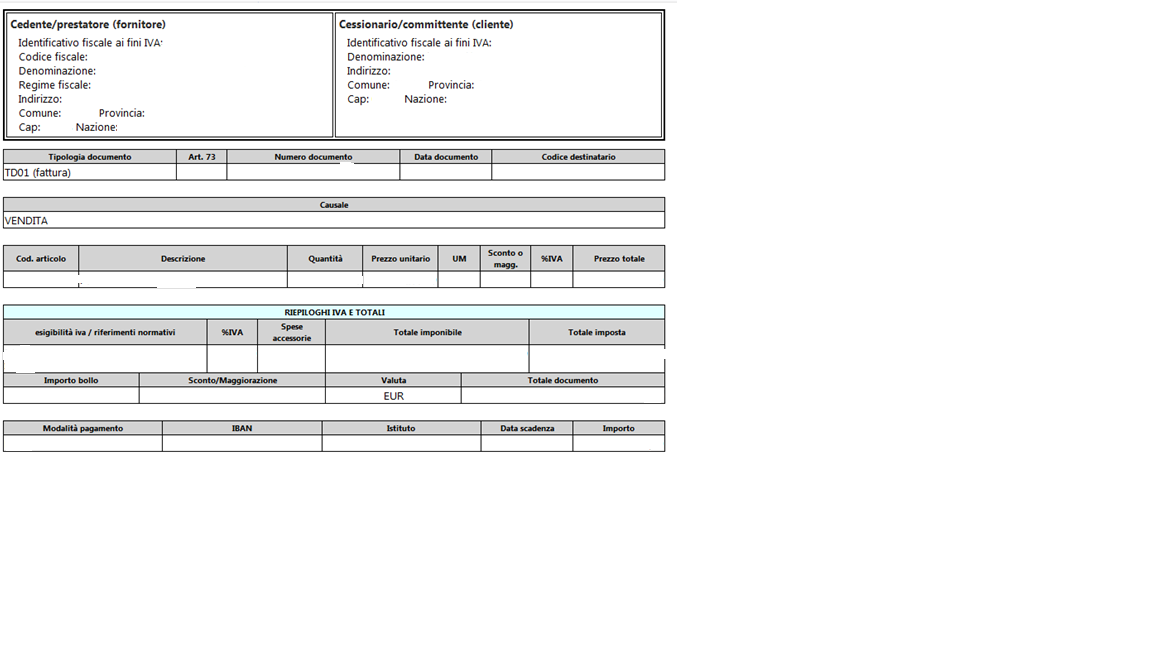 Cedente/prestatore (fornitore)
Identificativo fiscale ai fini IVA:
Codice fiscale:
Denominazione:
Regime fiscale:
Indirizzo:
Comune: Provincia:
Cap: Nazione:
Cessionario/committente (cliente)
Identificativo fiscale ai fini IVA:
Denominazione:
Indirizzo:
Comune: Provincia:
Cap: Nazione:
Tipologia documento Art. 73 Numero documento Data documento Codice destinatario
TD01 (fattura)
Causale
VENDITA
Cod. articolo Descrizione Quantità Prezzo unitario UM Sconto o magg. %IVA Prezzo totale
RIEPILOGHI IVA E TOTALI
esigibilità iva / riferimenti normativi %IVA Spese accessorie Totale imponibile Totale imposta
Importo bollo Sconto/Maggiorazione Valuta Totale documento
EUR
Modalità pagamento IBAN Istituto Data scadenza Importo